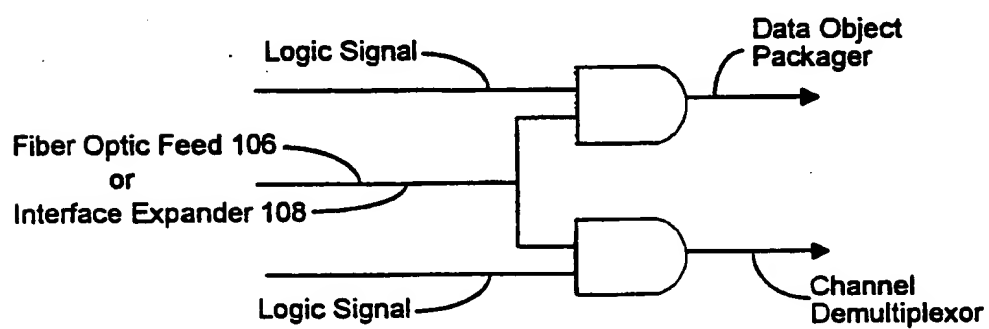 Data Object
Packager
Logic Signal
Fiber Optic Feed 106
or
Interface Expander 108
Logic Signal
Channel
Demultiplexor